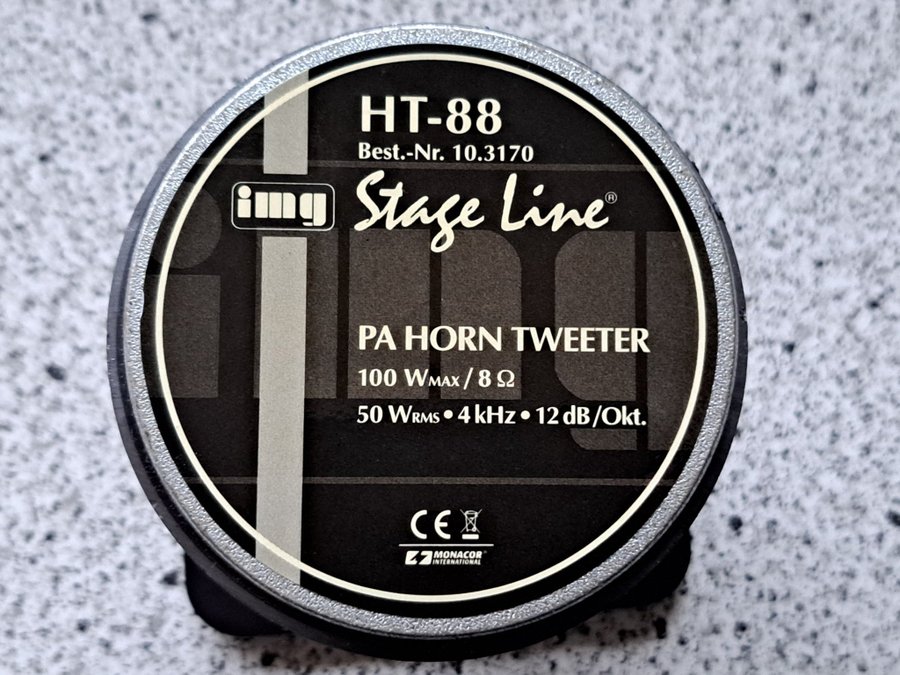 HT-88
Best.-Nr. 10.3170
img
Stage Line®
img
PA HORN TWEETER
100 WMAX / 8 Ω
50 WRMS • 4 kHz • 12 dB/Okt.
CE
MONACOR
INTERNATIONAL